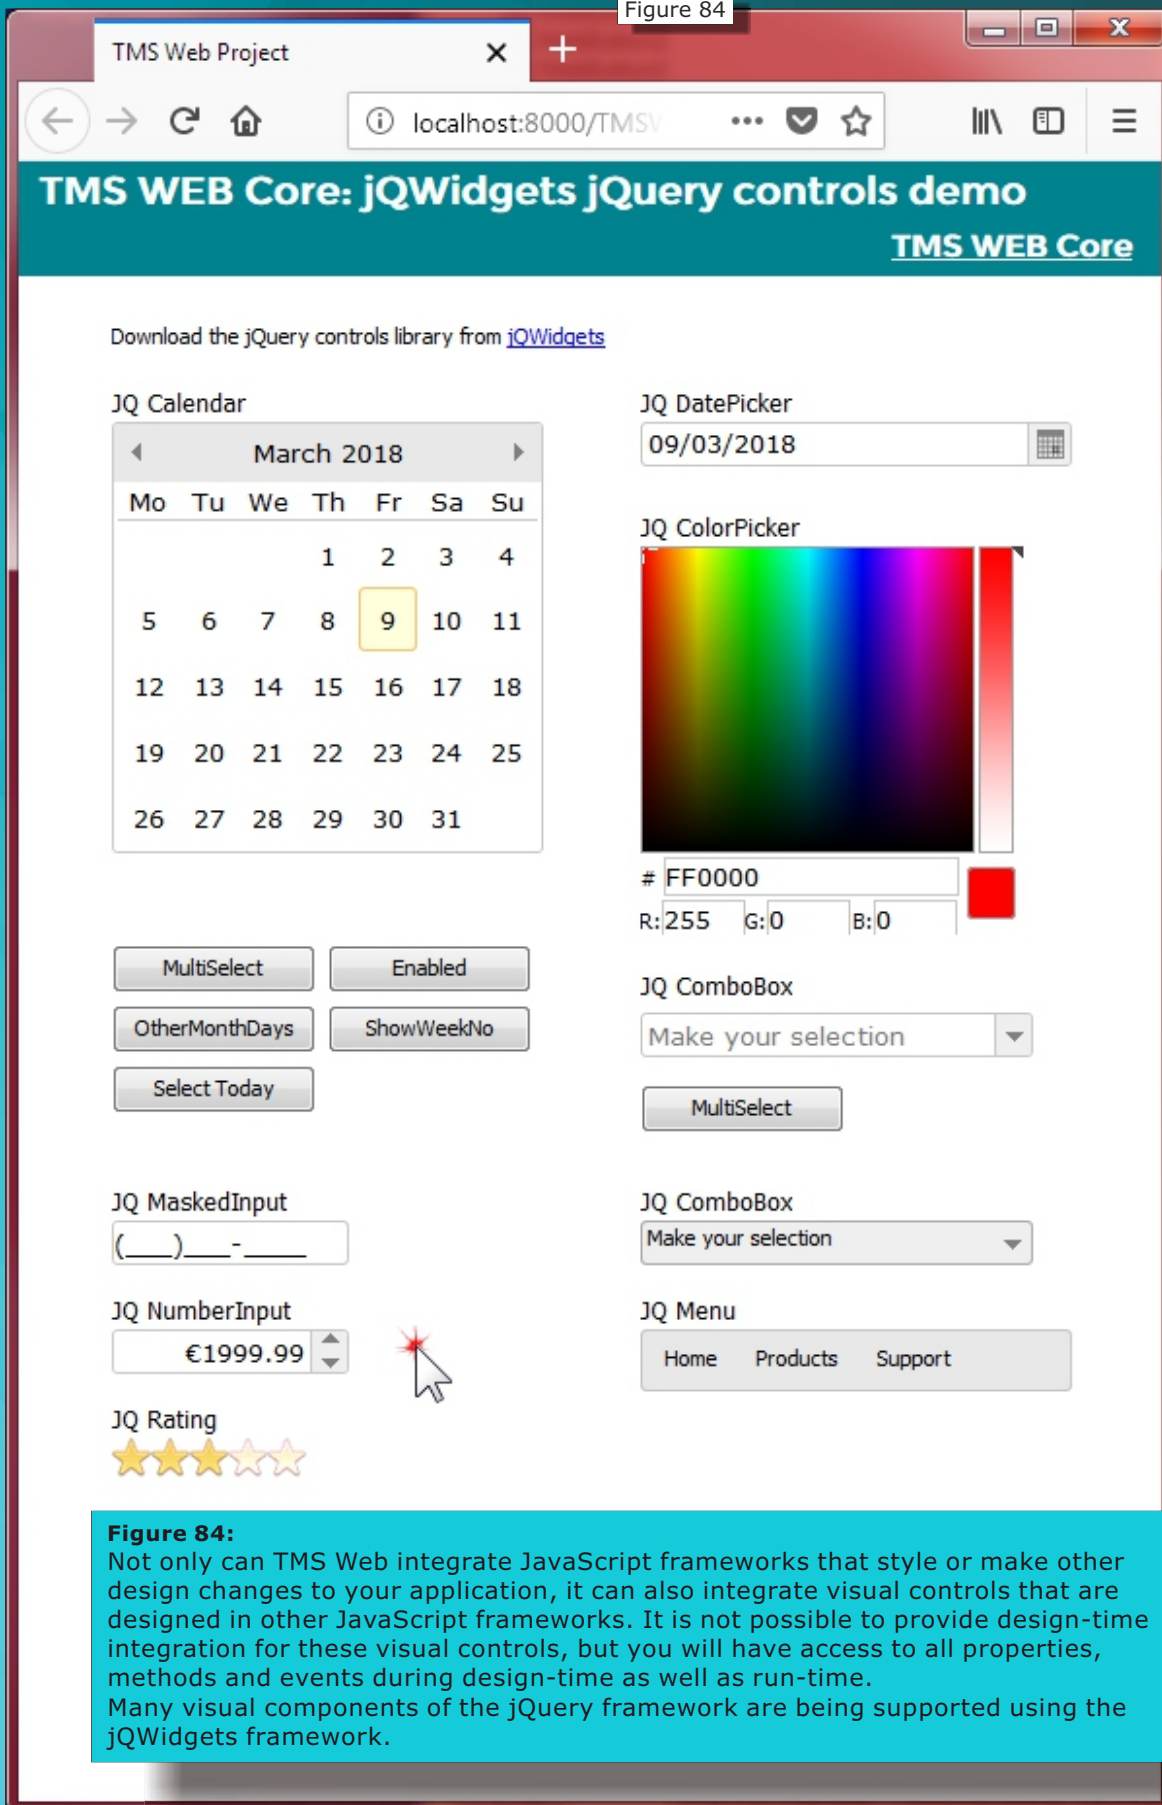 Figure 84
TMS Web Project
localhost:8000/TMSW
TMS WEB Core: jQWidgets jQuery controls demo
TMS WEB Core
Download the jQuery controls library from jQWidgets
JQ Calendar
March 2018
Mo Tu We Th Fr Sa Su
1 2 3 4
5 6 7 8 9 10 11
12 13 14 15 16 17 18
19 20 21 22 23 24 25
26 27 28 29 30 31
MultiSelect Enabled
OtherMonthDays ShowWeekNo
Select Today
JQ MaskedInput
(___)___-____
JQ NumberInput
€1999.99
JQ Rating
JQ DatePicker
09/03/2018
JQ ColorPicker
# FF0000
R: 255 G: 0 B: 0
JQ ComboBox
Make your selection
MultiSelect
JQ ComboBox
Make your selection
JQ Menu
Home Products Support
Figure 84:
Not only can TMS Web integrate JavaScript frameworks that style or make other
design changes to your application, it can also integrate visual controls that are
designed in other JavaScript frameworks. It is not possible to provide design-time
integration for these visual controls, but you will have access to all properties,
methods and events during design-time as well as run-time.
Many visual components of the jQuery framework are being supported using the
jQWidgets framework.